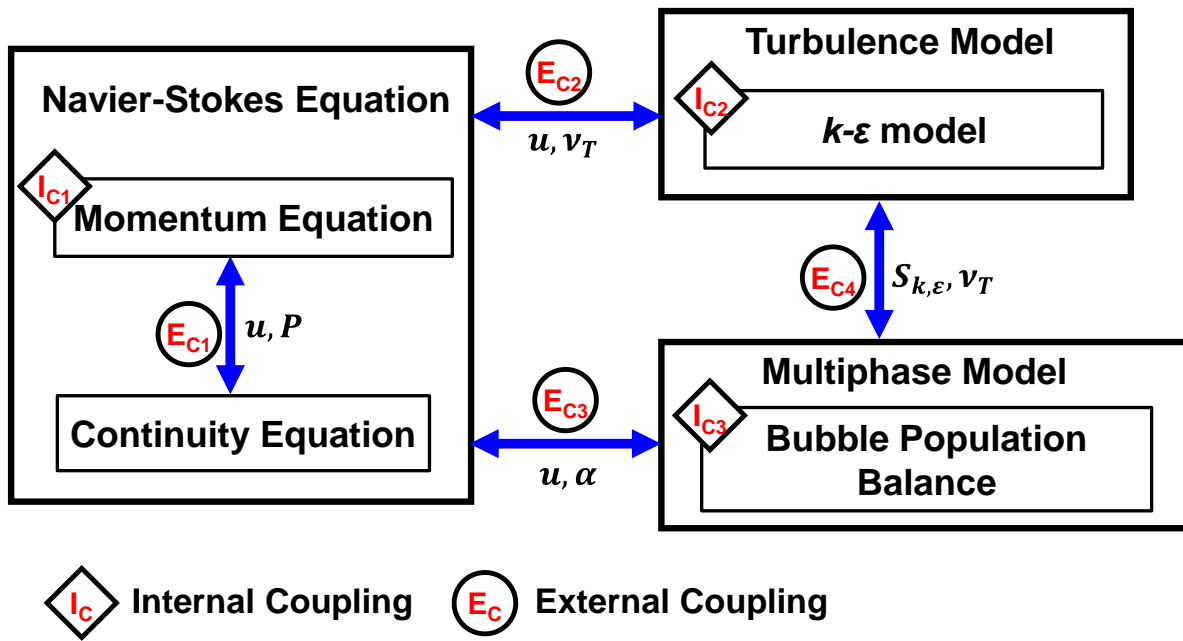 Navier-Stokes Equation
I_C1
Momentum Equation
E_C1
u, P
Continuity Equation
E_C2
u, ν_T
Turbulence Model
I_C2
k-ε model
E_C4
S_k,ε, ν_T
E_C3
u, α
Multiphase Model
I_C3
Bubble Population
Balance
I_C Internal Coupling
E_C External Coupling